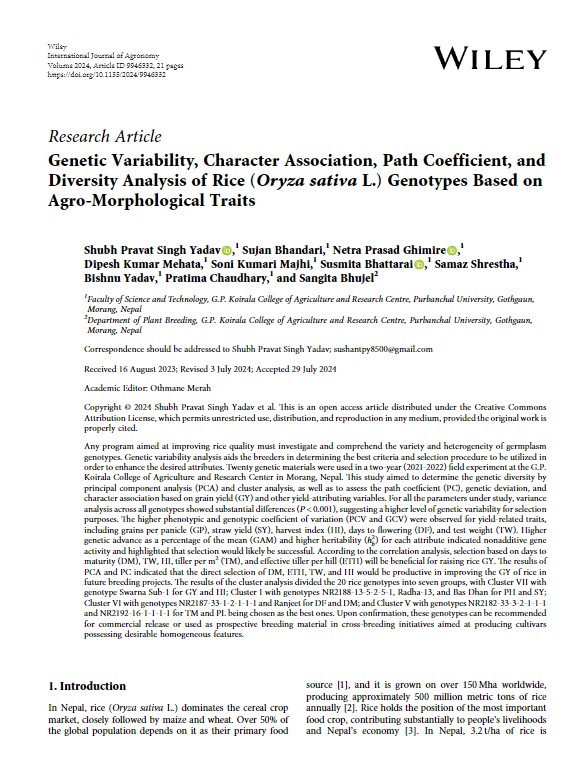 Wiley
International Journal of Agronomy
Volume 2024, Article ID 9946332, 21 pages
https://doi.org/10.1155/2024/9946332
WILEY
Research Article
Genetic Variability, Character Association, Path Coefficient, and
Diversity Analysis of Rice (Oryza sativa L.) Genotypes Based on
Agro-Morphological Traits
Shubh Pravat Singh Yadav iD,1 Sujan Bhandari,1 Netra Prasad Ghimire iD,1
Dipesh Kumar Mehata,1 Soni Kumari Majhi,1 Susmita Bhattarai iD,1 Samaz Shrestha,1
Bishnu Yadav,1 Pratima Chaudhary,1 and Sangita Bhujel2
1Faculty of Science and Technology, G.P. Koirala College of Agriculture and Research Centre, Purbanchal University, Gothgaun,
Morang, Nepal
2Department of Plant Breeding, G.P. Koirala College of Agriculture and Research Centre, Purbanchal University, Gothgaun,
Morang, Nepal
Correspondence should be addressed to Shubh Pravat Singh Yadav; sushantpy8500@gmail.com
Received 16 August 2023; Revised 3 July 2024; Accepted 29 July 2024
Academic Editor: Othmane Merah
Copyright © 2024 Shubh Pravat Singh Yadav et al. This is an open access article distributed under the Creative Commons
Attribution License, which permits unrestricted use, distribution, and reproduction in any medium, provided the original work is
properly cited.
Any program aimed at improving rice quality must investigate and comprehend the variety and heterogeneity of germplasm
genotypes. Genetic variability analysis aids the breeders in determining the best criteria and selection procedure to be utilized in
order to enhance the desired attributes. Twenty genetic materials were used in a two-year (2021-2022) field experiment at the G.P.
Koirala College of Agriculture and Research Center in Morang, Nepal. This study aimed to determine the genetic diversity by
principal component analysis (PCA) and cluster analysis, as well as to assess the path coefficient (PC), genetic deviation, and
character association based on grain yield (GY) and other yield-attributing variables. For all the parameters under study, variance
analysis across all genotypes showed substantial differences (P < 0.001), suggesting a higher level of genetic variability for selection
purposes. The higher phenotypic and genotypic coefficient of variation (PCV and GCV) were observed for yield-related traits,
including grains per panicle (GP), straw yield (SY), harvest index (HI), days to flowering (DF), and test weight (TW). Higher
genetic advance as a percentage of the mean (GAM) and higher heritability (h²b) for each attribute indicated nonadditive gene
activity and highlighted that selection would likely be successful. According to the correlation analysis, selection based on days to
maturity (DM), TW, HI, tiller per m² (TM), and effective tiller per hill (ETH) will be beneficial for raising rice GY. The results of
PCA and PC indicated that the direct selection of DM, ETH, TW, and HI would be productive in improving the GY of rice in
future breeding projects. The results of the cluster analysis divided the 20 rice genotypes into seven groups, with Cluster VII with
genotype Swarna Sub-1 for GY and HI; Cluster I with genotypes NR2188-13-5-2-5-1, Radha-13, and Bas Dhan for PH and SY;
Cluster VI with genotypes NR2187-33-1-2-1-1-1 and Ranjeet for DF and DM; and Cluster V with genotypes NR2182-33-3-2-1-1-1
and NR2192-16-1-1-1-1 for TM and PL being chosen as the best ones. Upon confirmation, these genotypes can be recommended
for commercial release or used as prospective breeding material in cross-breeding initiatives aimed at producing cultivars
possessing desirable homogeneous features.
1. Introduction
In Nepal, rice (Oryza sativa L.) dominates the cereal crop
market, closely followed by maize and wheat. Over 50% of
the global population depends on it as their primary food
source [1], and it is grown on over 150 Mha worldwide,
producing approximately 500 million metric tons of rice
annually [2]. Rice holds the position of the most important
food crop, contributing substantially to people's livelihoods
and Nepal's economy [3]. In Nepal, 3.2 t/ha of rice is